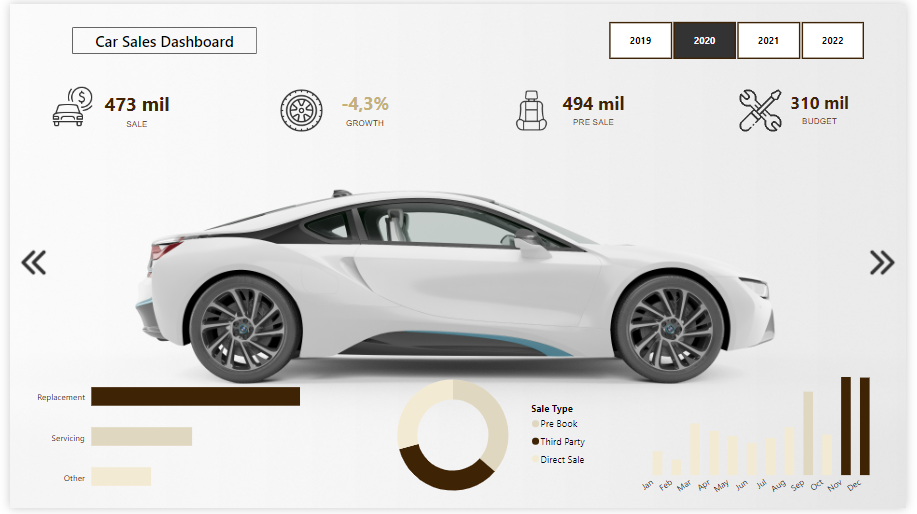 Car Sales Dashboard
2019 2020 2021 2022
473 mil
SALE
-4,3%
GROWTH
494 mil
PRE SALE
310 mil
BUDGET
Replacement
Servicing
Other
Sale Type
Pre Book
Third Party
Direct Sale
Jan Feb Mar Apr May Jun Jul Aug Sep Oct Nov Dec